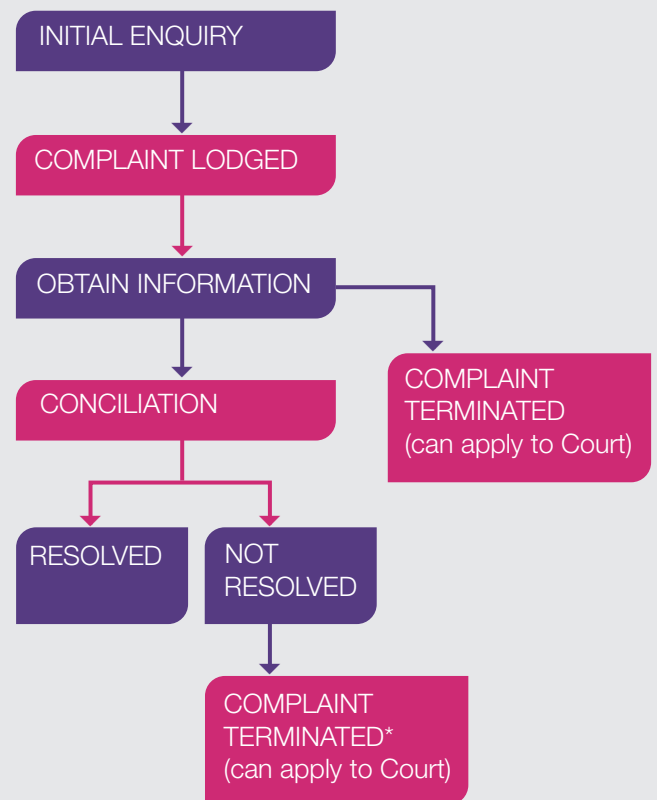 INITIAL ENQUIRY
COMPLAINT LODGED
OBTAIN INFORMATION
COMPLAINT
TERMINATED
(can apply to Court)
CONCILIATION
RESOLVED
NOT
RESOLVED
COMPLAINT
TERMINATED*
(can apply to Court)